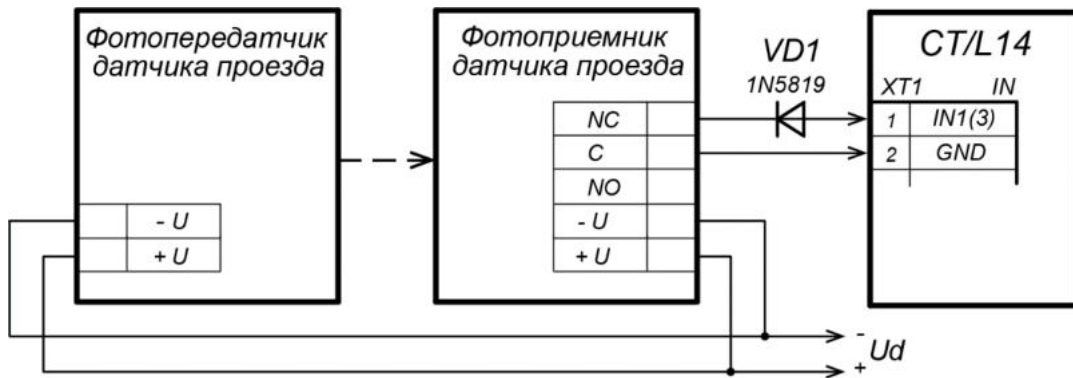 Фотопередатчик
датчика проезда
- U
+ U
Фотоприемник
датчика проезда
NC
C
NO
- U
+ U
VD1
1N5819
CT/L14
XT1 IN
1 IN1(3)
2 GND
-
Ud
+